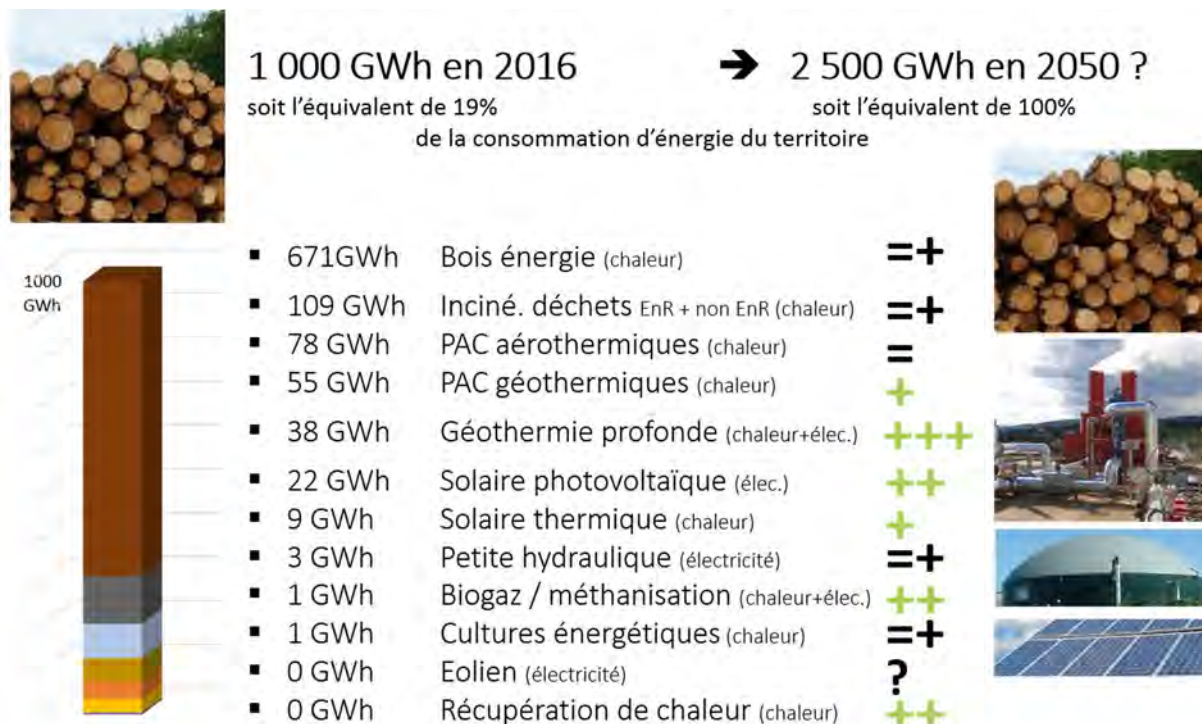 1 000 GWh en 2016 ➔ 2 500 GWh en 2050 ?
soit l'équivalent de 19% soit l'équivalent de 100%
de la consommation d'énergie du territoire
1000
GWh
▪ 671GWh Bois énergie (chaleur) =+
▪ 109 GWh Inciné. déchets EnR + non EnR (chaleur) =+
▪ 78 GWh PAC aérothermiques (chaleur) =
▪ 55 GWh PAC géothermiques (chaleur) +
▪ 38 GWh Géothermie profonde (chaleur+élec.) +++
▪ 22 GWh Solaire photovoltaïque (élec.) ++
▪ 9 GWh Solaire thermique (chaleur) +
▪ 3 GWh Petite hydraulique (électricité) =+
▪ 1 GWh Biogaz / méthanisation (chaleur+élec.) ++
▪ 1 GWh Cultures énergétiques (chaleur) =+
▪ 0 GWh Eolien (électricité) ?
▪ 0 GWh Récupération de chaleur (chaleur) ++